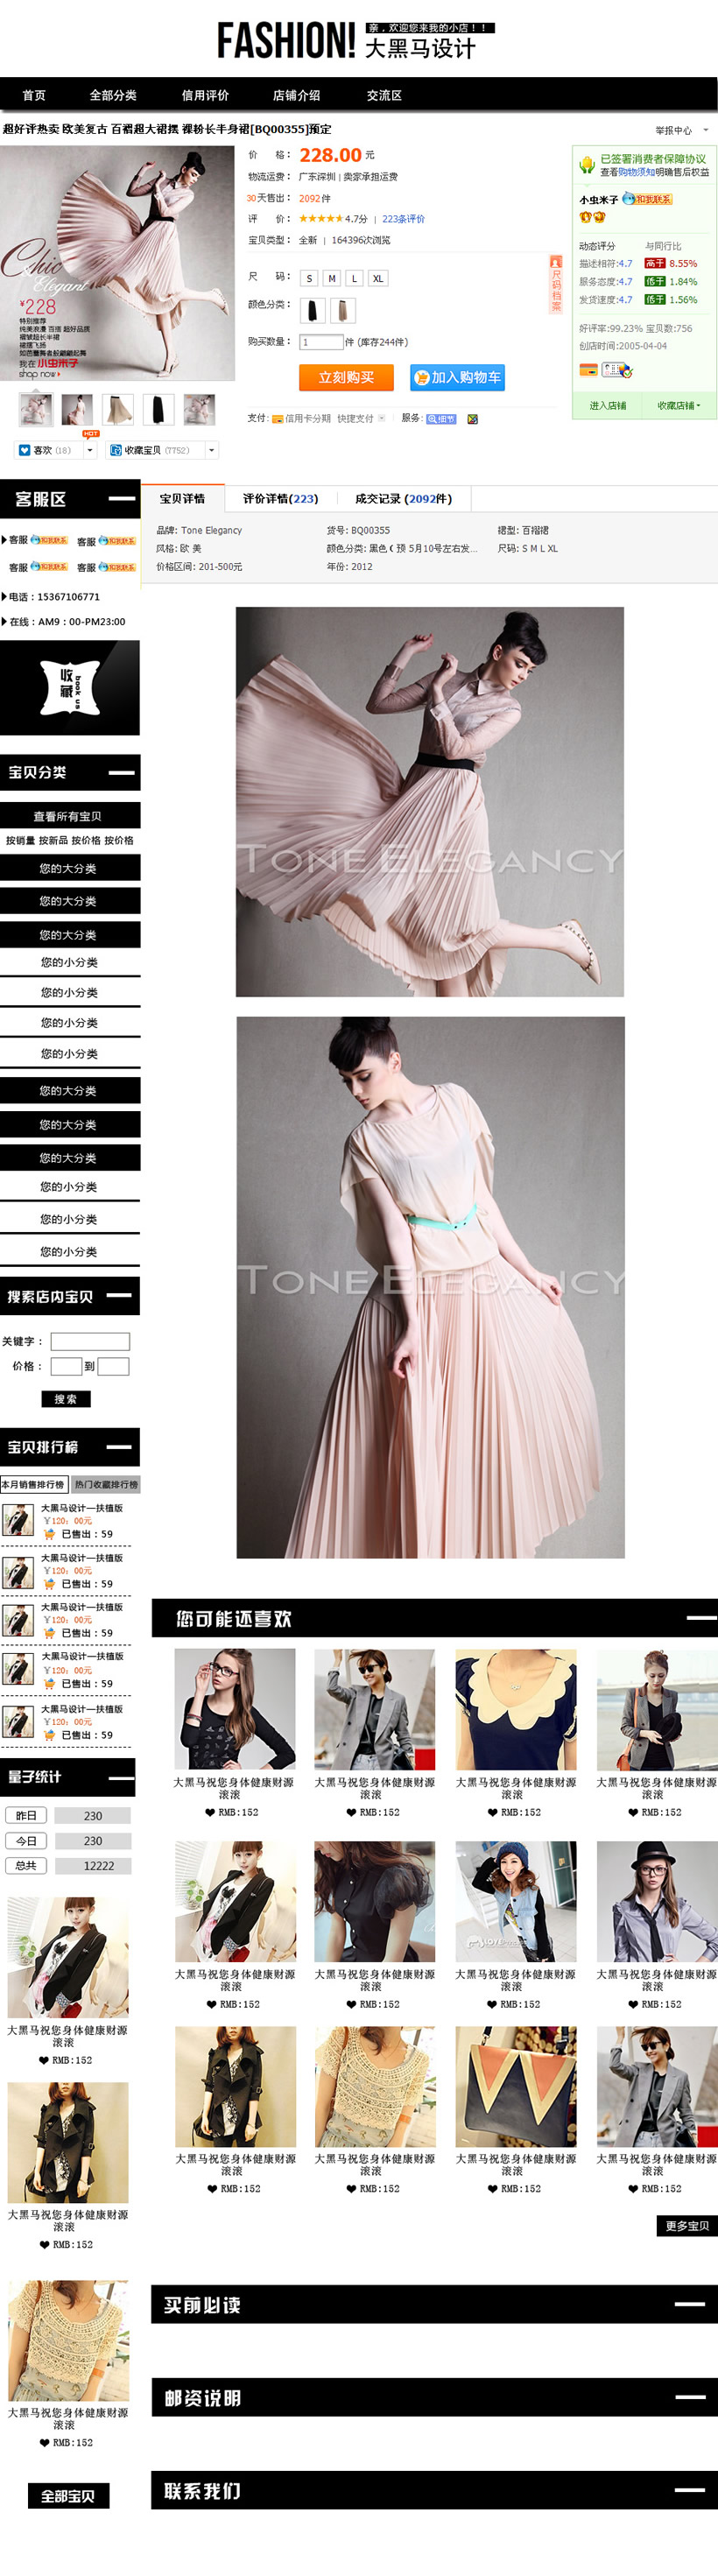 FASHION!
亲，欢迎您来我的小店！！
大黑马设计
首页 全部分类 信用评价 店铺介绍 交流区
超好评热卖 欧美复古 百褶超大裙摆 裸粉长半身裙[BQ00355]预定
举报中心
Chic
Elegant
¥228
特别推荐
纯美浪漫 百搭 超好品质
我在 小虫米子
shop now
价 格： 228.00 元
物流运费： 广东深圳 | 卖家承担运费
30天售出： 2092件
评 价： 4.7分 | 223条评价
宝贝类型： 全新 | 164396次浏览
尺 码： S M L XL
颜色分类：
购买数量： 1 件 (库存244件)
尺码档案
立刻购买 加入购物车
支付： 信用卡分期 快捷支付 服务： 细节
HOT
喜欢 (18) 收藏宝贝 (7752)
已签署消费者保障协议
查看购物须知明确售后权益
小虫米子 和我联系
动态评分 与同行比
描述相符:4.7 高于 8.55%
服务态度:4.7 低于 1.84%
发货速度:4.7 低于 1.56%
好评率:99.23% 宝贝数:756
创店时间:2005-04-04
进入店铺 收藏店铺
客服区
客服 和我联系 客服 和我联系
客服 和我联系 客服 和我联系
电话：15367106771
在线：AM9：00-PM23:00
收藏
book us
宝贝分类
查看所有宝贝
按销量 按新品 按价格 按价格
您的大分类
您的大分类
您的大分类
您的小分类
您的小分类
您的小分类
您的小分类
您的大分类
您的大分类
您的大分类
您的小分类
您的小分类
您的小分类
搜索店内宝贝
关键字：
价格： 到
搜索
宝贝排行榜
本月销售排行榜 热门收藏排行榜
大黑马设计—扶植版
￥120：00元
已售出：59
大黑马设计—扶植版
￥120：00元
已售出：59
大黑马设计—扶植版
￥120：00元
已售出：59
大黑马设计—扶植版
￥120：00元
已售出：59
大黑马设计—扶植版
￥120：00元
已售出：59
量子统计
昨日 230
今日 230
总共 12222
大黑马祝您身体健康财源
滚滚
RMB:152
大黑马祝您身体健康财源
滚滚
RMB:152
大黑马祝您身体健康财源
滚滚
RMB:152
全部宝贝
宝贝详情 评价详情(223) 成交记录 (2092件)
品牌: Tone Elegancy 货号: BQ00355 裙型: 百褶裙
风格: 欧 美 颜色分类: 黑色 ( 预 5月10号左右发... 尺码: S M L XL
价格区间: 201-500元 年份: 2012
TONE ELEGANCY
TONE ELEGANCY
您可能还喜欢
大黑马祝您身体健康财源 大黑马祝您身体健康财源 大黑马祝您身体健康财源 大黑马祝您身体健康财源
滚滚 滚滚 滚滚 滚滚
RMB:152 RMB:152 RMB:152 RMB:152
大黑马祝您身体健康财源 大黑马祝您身体健康财源 大黑马祝您身体健康财源 大黑马祝您身体健康财源
滚滚 滚滚 滚滚 滚滚
RMB:152 RMB:152 RMB:152 RMB:152
大黑马祝您身体健康财源 大黑马祝您身体健康财源 大黑马祝您身体健康财源 大黑马祝您身体健康财源
滚滚 滚滚 滚滚 滚滚
RMB:152 RMB:152 RMB:152 RMB:152
更多宝贝
买前必读
邮资说明
联系我们